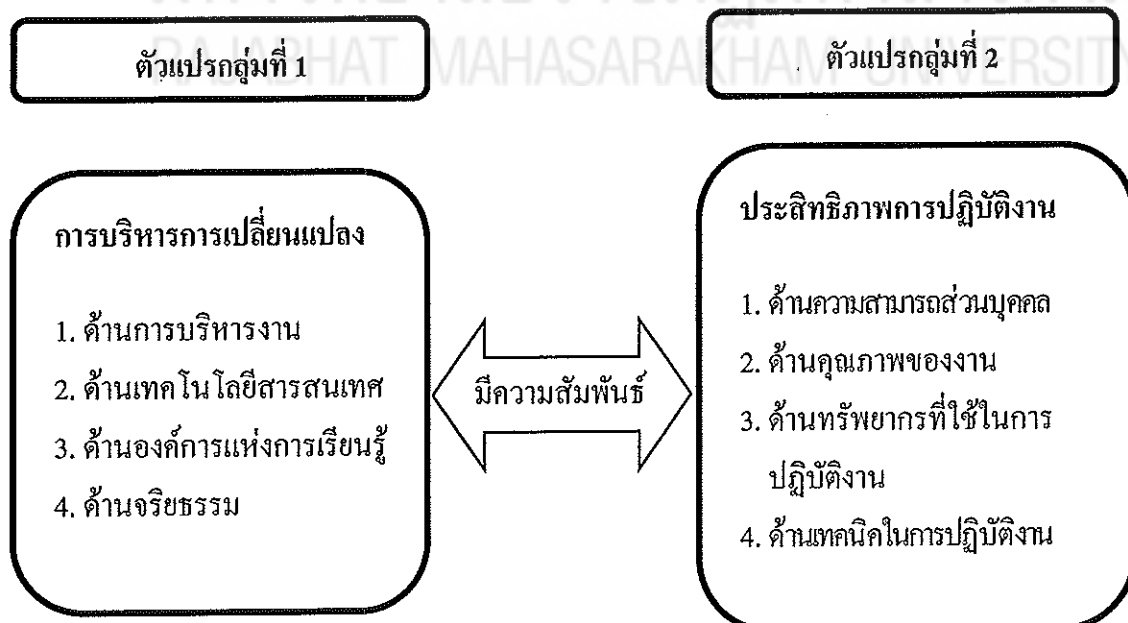 RAJABHAT MAHASARAKHAM UNIVERSITY
ตัวแปรกลุ่มที่ 1
ตัวแปรกลุ่มที่ 2
การบริหารการเปลี่ยนแปลง
1. ด้านการบริหารงาน
2. ด้านเทคโนโลยีสารสนเทศ
3. ด้านองค์การแห่งการเรียนรู้
4. ด้านจริยธรรม
มีความสัมพันธ์
ประสิทธิภาพการปฏิบัติงาน
1. ด้านความสามารถส่วนบุคคล
2. ด้านคุณภาพของงาน
3. ด้านทรัพยากรที่ใช้ในการ
ปฏิบัติงาน
4. ด้านเทคนิคในการปฏิบัติงาน